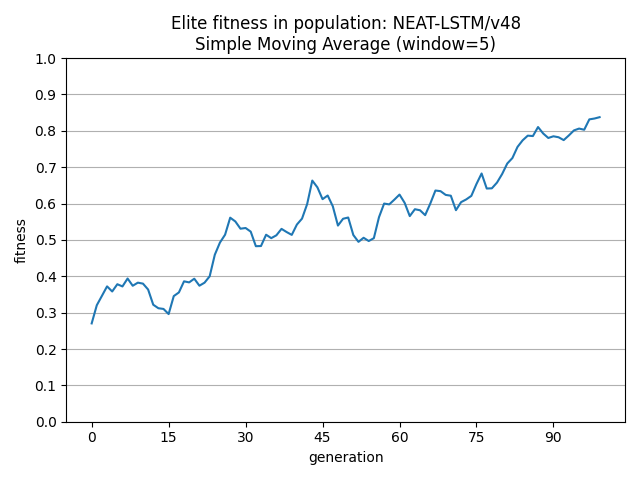 Elite fitness in population: NEAT-LSTM/v48
Simple Moving Average (window=5)
1.0
0.9
0.8
0.7
0.6
0.5
0.4
0.3
0.2
0.1
0.0
fitness
0 15 30 45 60 75 90
generation